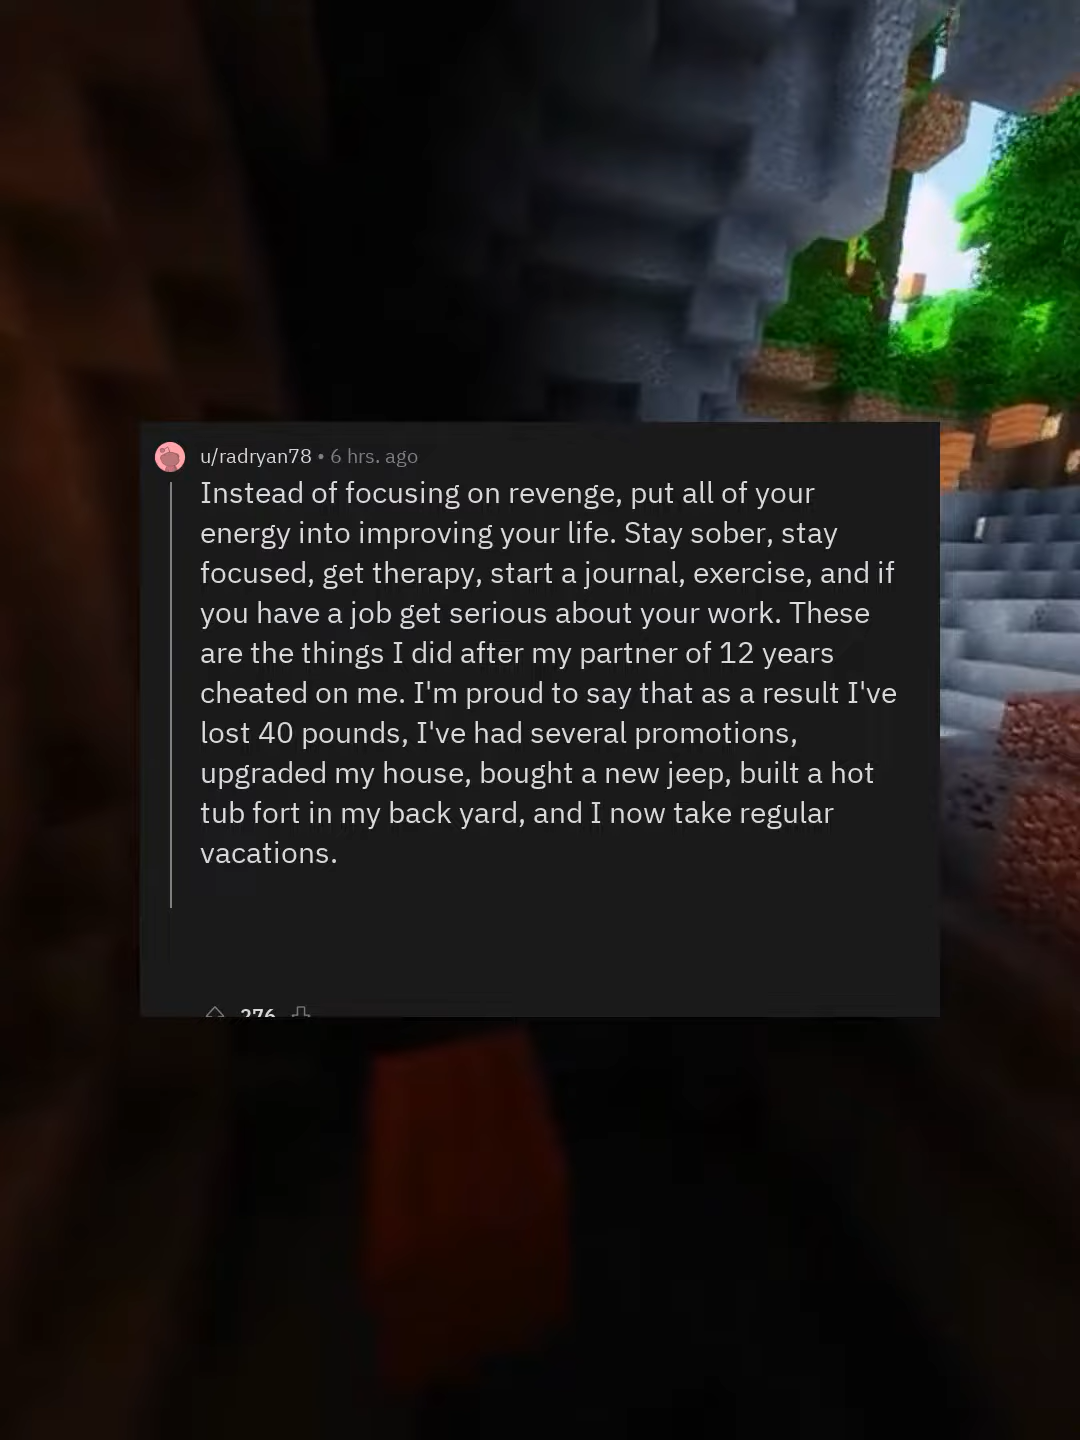 u/radryan78 • 6 hrs. ago
Instead of focusing on revenge, put all of your
energy into improving your life. Stay sober, stay
focused, get therapy, start a journal, exercise, and if
you have a job get serious about your work. These
are the things I did after my partner of 12 years
cheated on me. I'm proud to say that as a result I've
lost 40 pounds, I've had several promotions,
upgraded my house, bought a new jeep, built a hot
tub fort in my back yard, and I now take regular
vacations.
276